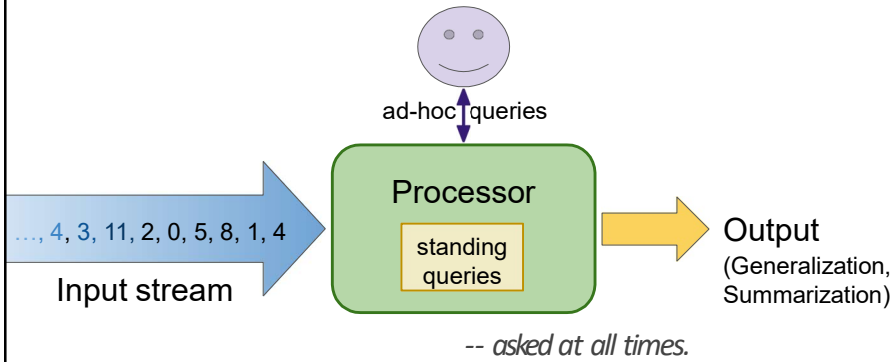 ad-hoc queries
Processor
standing
queries
…, 4, 3, 11, 2, 0, 5, 8, 1, 4
Input stream
Output
(Generalization,
Summarization)
-- asked at all times.